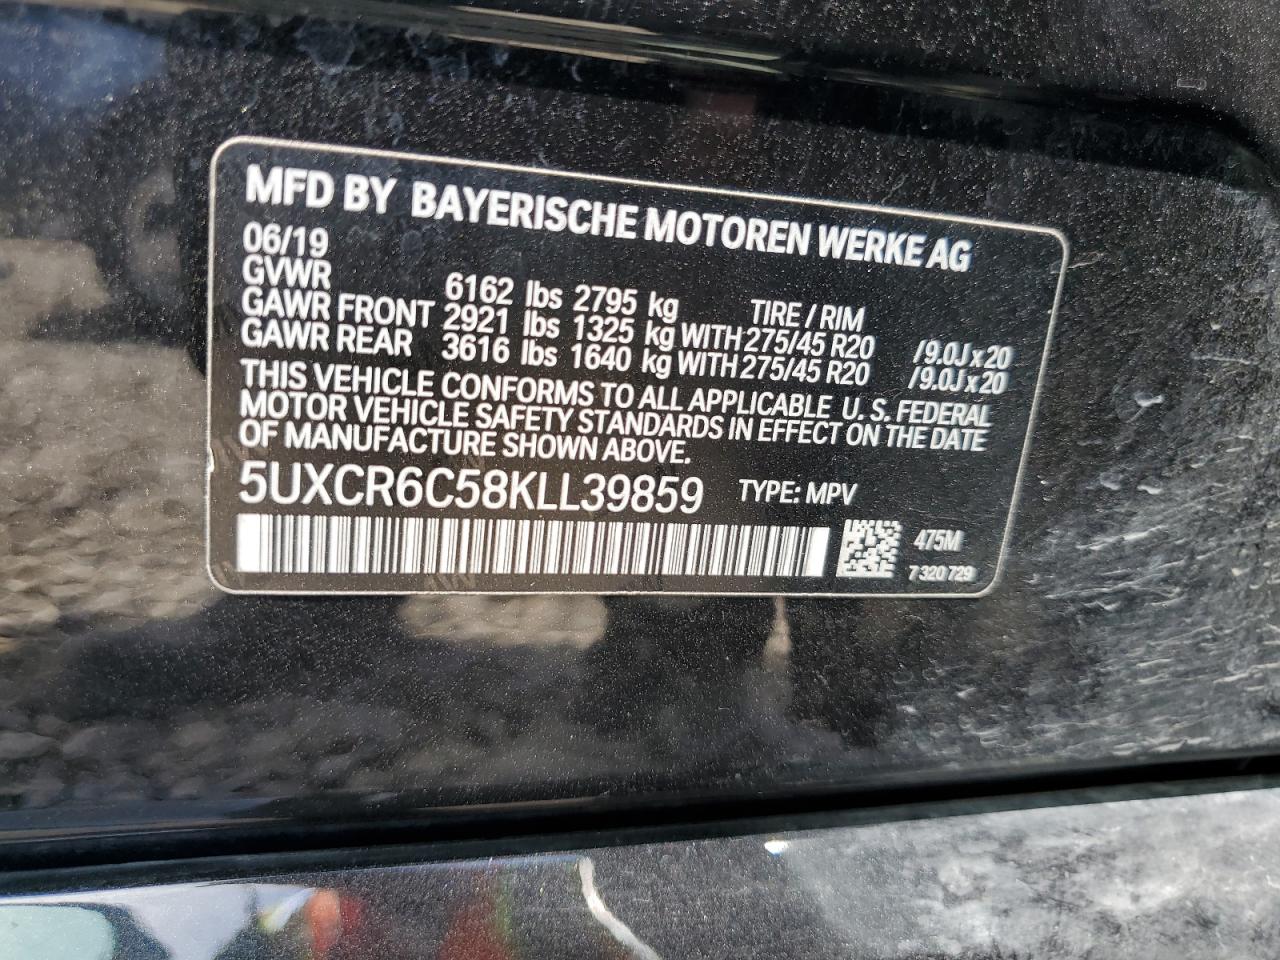 MFD BY BAYERISCHE MOTOREN WERKE AG
06/19
GVWR 6162 lbs 2795 kg TIRE / RIM
GAWR FRONT 2921 lbs 1325 kg WITH 275/45 R20 /9.0J x 20
GAWR REAR 3616 lbs 1640 kg WITH 275/45 R20 /9.0J x 20
THIS VEHICLE CONFORMS TO ALL APPLICABLE U. S. FEDERAL
MOTOR VEHICLE SAFETY STANDARDS IN EFFECT ON THE DATE
OF MANUFACTURE SHOWN ABOVE.
5UXCR6C58KLL39859 TYPE: MPV
475M
7 320 729